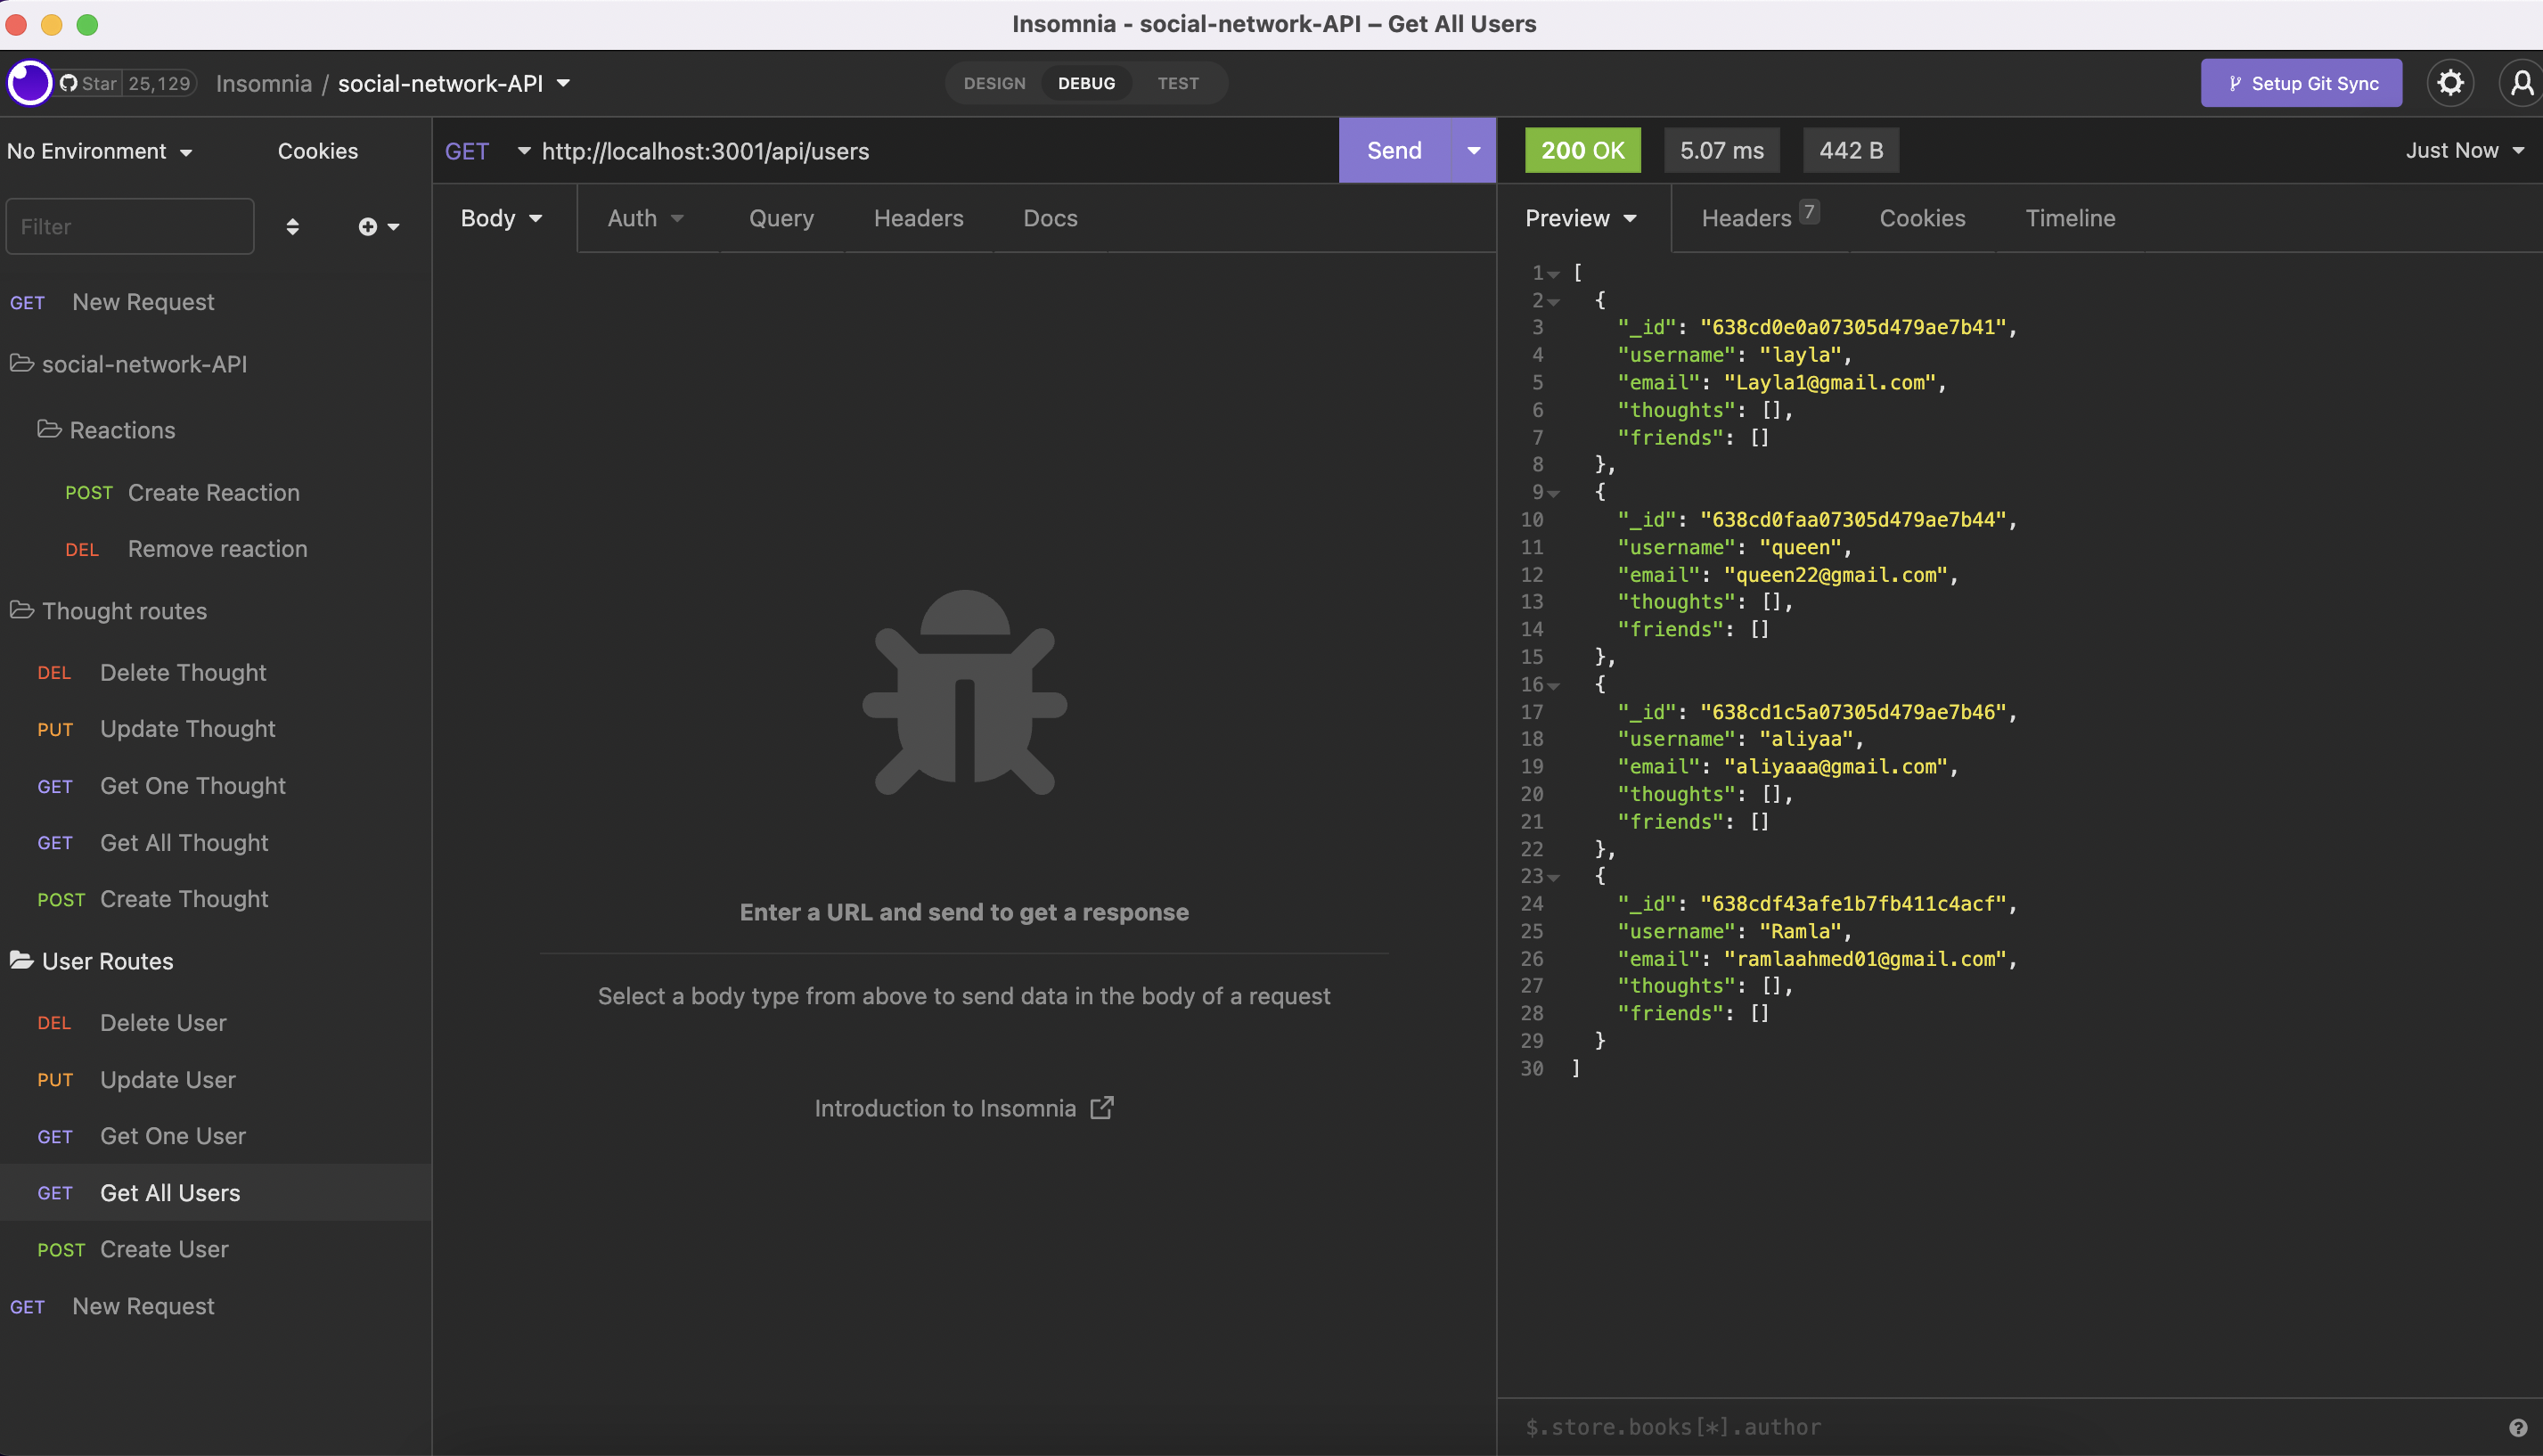 Insomnia - social-network-API – Get All Users
Star 25,129 Insomnia / social-network-API
DESIGN DEBUG TEST
Setup Git Sync
No Environment Cookies
Filter
GET New Request
social-network-API
Reactions
POST Create Reaction
DEL Remove reaction
Thought routes
DEL Delete Thought
PUT Update Thought
GET Get One Thought
GET Get All Thought
POST Create Thought
User Routes
DEL Delete User
PUT Update User
GET Get One User
GET Get All Users
POST Create User
GET New Request
GET http://localhost:3001/api/users Send
Body Auth Query Headers Docs
Enter a URL and send to get a response
Select a body type from above to send data in the body of a request
Introduction to Insomnia
200 OK 5.07 ms 442 B Just Now
Preview Headers 7 Cookies Timeline
1 [
2 {
3 "_id": "638cd0e0a07305d479ae7b41",
4 "username": "layla",
5 "email": "Layla1@gmail.com",
6 "thoughts": [],
7 "friends": []
8 },
9 {
10 "_id": "638cd0faa07305d479ae7b44",
11 "username": "queen",
12 "email": "queen22@gmail.com",
13 "thoughts": [],
14 "friends": []
15 },
16 {
17 "_id": "638cd1c5a07305d479ae7b46",
18 "username": "aliyaa",
19 "email": "aliyaaa@gmail.com",
20 "thoughts": [],
21 "friends": []
22 },
23 {
24 "_id": "638cdf43afe1b7fb411c4acf",
25 "username": "Ramla",
26 "email": "ramlaahmed01@gmail.com",
27 "thoughts": [],
28 "friends": []
29 }
30 ]
$.store.books[*].author